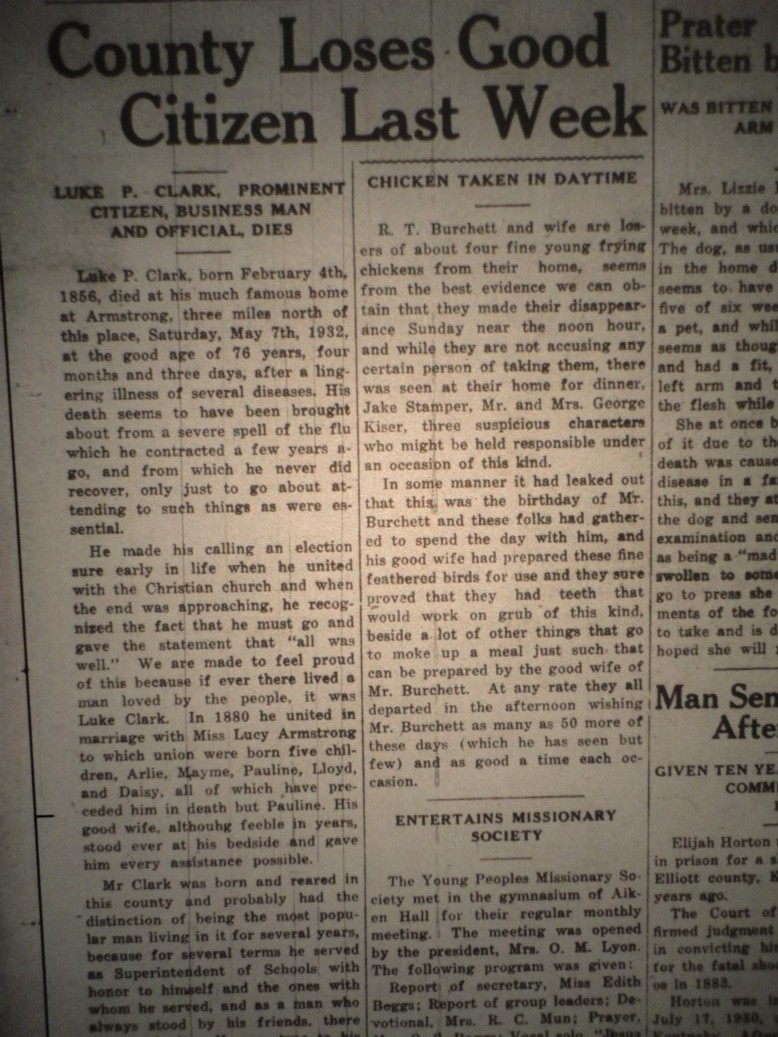 County Loses Good
Citizen Last Week
LUKE P. CLARK, PROMINENT
CITIZEN, BUSINESS MAN
AND OFFICIAL, DIES
Luke P. Clark, born February 4th,
1856, died at his much famous home
at Armstrong, three miles north of
this place, Saturday, May 7th, 1932,
at the good age of 76 years, four
months and three days, after a ling-
ering illness of several diseases. His
death seems to have been brought
about from a severe spell of the flu
which he contracted a few years a-
go, and from which he never did
recover, only just to go about at-
tending to such things as were es-
sential.
He made his calling an election
sure early in life when he united
with the Christian church and when
the end was approaching, he recog-
nized the fact that he must go and
gave the statement that "all was
well." We are made to feel proud
of this because if ever there lived a
man loved by the people, it was
Luke Clark. In 1880 he united in
marriage with Miss Lucy Armstrong
to which union were born five chil-
dren, Arlie, Mayme, Pauline, Lloyd,
and Daisy, all of which have pre-
ceded him in death but Pauline. His
good wife, althouhg feeble in years,
stood ever at his bedside and gave
him every assistance possible.
Mr Clark was born and reared in
this county and probably had the
distinction of being the most popu-
lar man living in it for several years,
because for several terms he served
as Superintendent of Schools with
honor to himself and the ones with
whom he served, and as a man who
always stood by his friends, there
CHICKEN TAKEN IN DAYTIME
R. T. Burchett and wife are los-
ers of about four fine young frying
chickens from their home, seems
from the best evidence we can ob-
tain that they made their disappear-
ance Sunday near the noon hour,
and while they are not accusing any
certain person of taking them, there
was seen at their home for dinner,
Jake Stamper, Mr. and Mrs. George
Kiser, three suspicious characters
who might be held responsible under
an occasion of this kind.
In some manner it had leaked out
that this was the birthday of Mr.
Burchett and these folks had gather-
ed to spend the day with him, and
his good wife had prepared these fine
feathered birds for use and they sure
proved that they had teeth that
would work on grub of this kind,
beside a lot of other things that go
to moke up a meal just such that
can be prepared by the good wife of
Mr. Burchett. At any rate they all
departed in the afternoon wishing
Mr. Burchett as many as 50 more of
these days (which he has seen but
few) and as good a time each oc-
casion.
ENTERTAINS MISSIONARY
SOCIETY
The Young Peoples Missionary So-
ciety met in the gymnasium of Aik-
en Hall for their regular monthly
meeting. The meeting was opened
by the president, Mrs. O. M. Lyon.
The following program was given:
Report of secretary, Miss Edith
Boggs; Report of group leaders; De-
votional, Mrs. R. C. Mun; Prayer,
Prater
Bitten
WAS BITTEN
ARM
Mrs. Lizzie
bitten by a do
week, and whic
The dog, as usu
in the home d
seems to have
five of six wee
a pet, and whil
seems as thoug
and had a fit,
left arm and t
the flesh while
She at once b
of it due to th
death was cause
disease in a fa
this, and they at
the dog and sen
examination and
as being a "mad
swollen to some
go to press she
ments of the fo
to take and is d
hoped she will
Man Sen
Afte
GIVEN TEN YE
COMM
Elijah Horton
in prison for a s
Elliott county, K
years ago.
The Court of
firmed judgment
in convicting him
for the fatal shoo
os in 1883.
Horton was in
July 17, 1930,